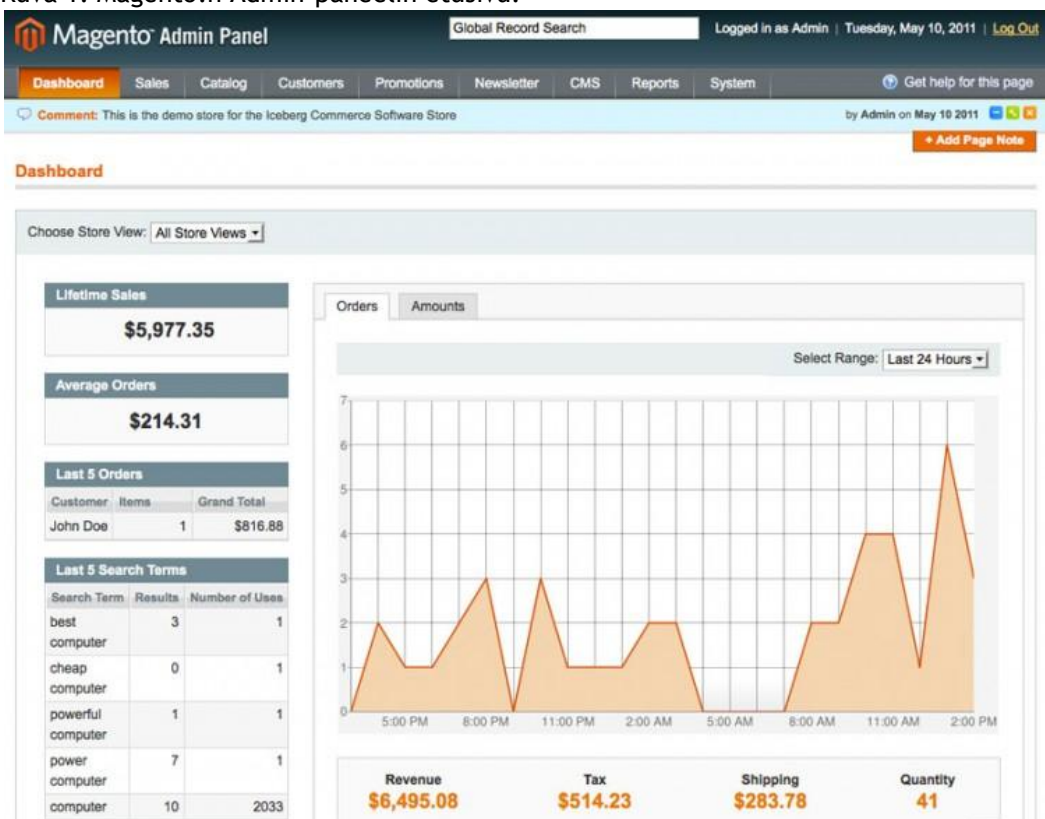 Magento Admin Panel
Global Record Search
Logged in as Admin | Tuesday, May 10, 2011 | Log Out
Dashboard Sales Catalog Customers Promotions Newsletter CMS Reports System Get help for this page
Comment: This is the demo store for the Iceberg Commerce Software Store by Admin on May 10 2011
+ Add Page Note
Dashboard
Choose Store View: All Store Views
Lifetime Sales
$5,977.35
Average Orders
$214.31
Last 5 Orders
Customer Items Grand Total
John Doe 1 $816.88
Last 5 Search Terms
Search Term Results Number of Uses
best computer 3 1
cheap computer 0 1
powerful computer 1 1
power computer 7 1
computer 10 2033
Orders Amounts
Select Range: Last 24 Hours
7
6
5
4
3
2
1
0
5:00 PM 8:00 PM 11:00 PM 2:00 AM 5:00 AM 8:00 AM 11:00 AM 2:00 PM
Revenue Tax Shipping Quantity
$6,495.08 $514.23 $283.78 41